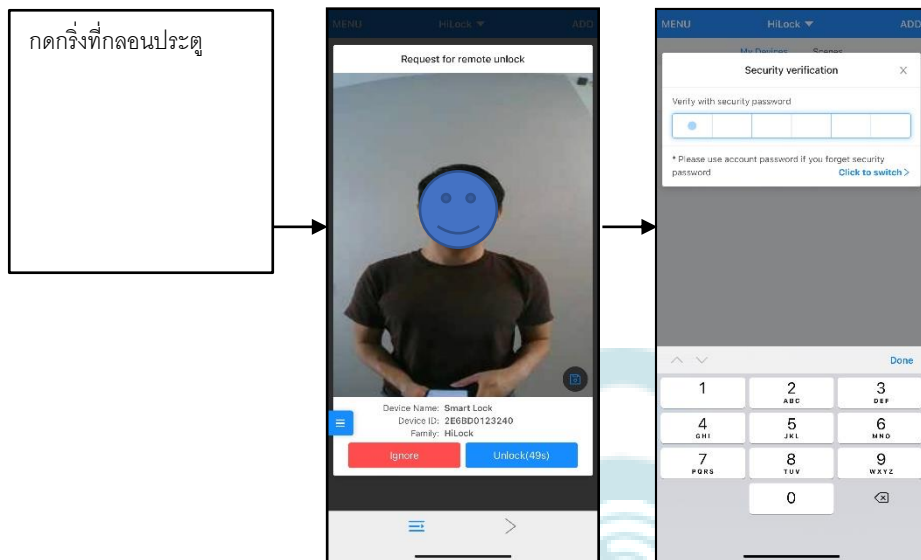 กดกริ่งที่กลอนประตู
MENU
HiLock
ADD
Request for remote unlock
Device Name: Smart Lock
Device ID: 2E6BD0123240
Family: HiLock
Ignore
Unlock(49s)
MENU
HiLock
ADD
My Devices
Scenes
Security verification
Verify with security password
* Please use account password if you forget security
password
Click to switch >
Done
1
2
ABC
3
DEF
4
GHI
5
JKL
6
MNO
7
PQRS
8
TUV
9
WXYZ
0